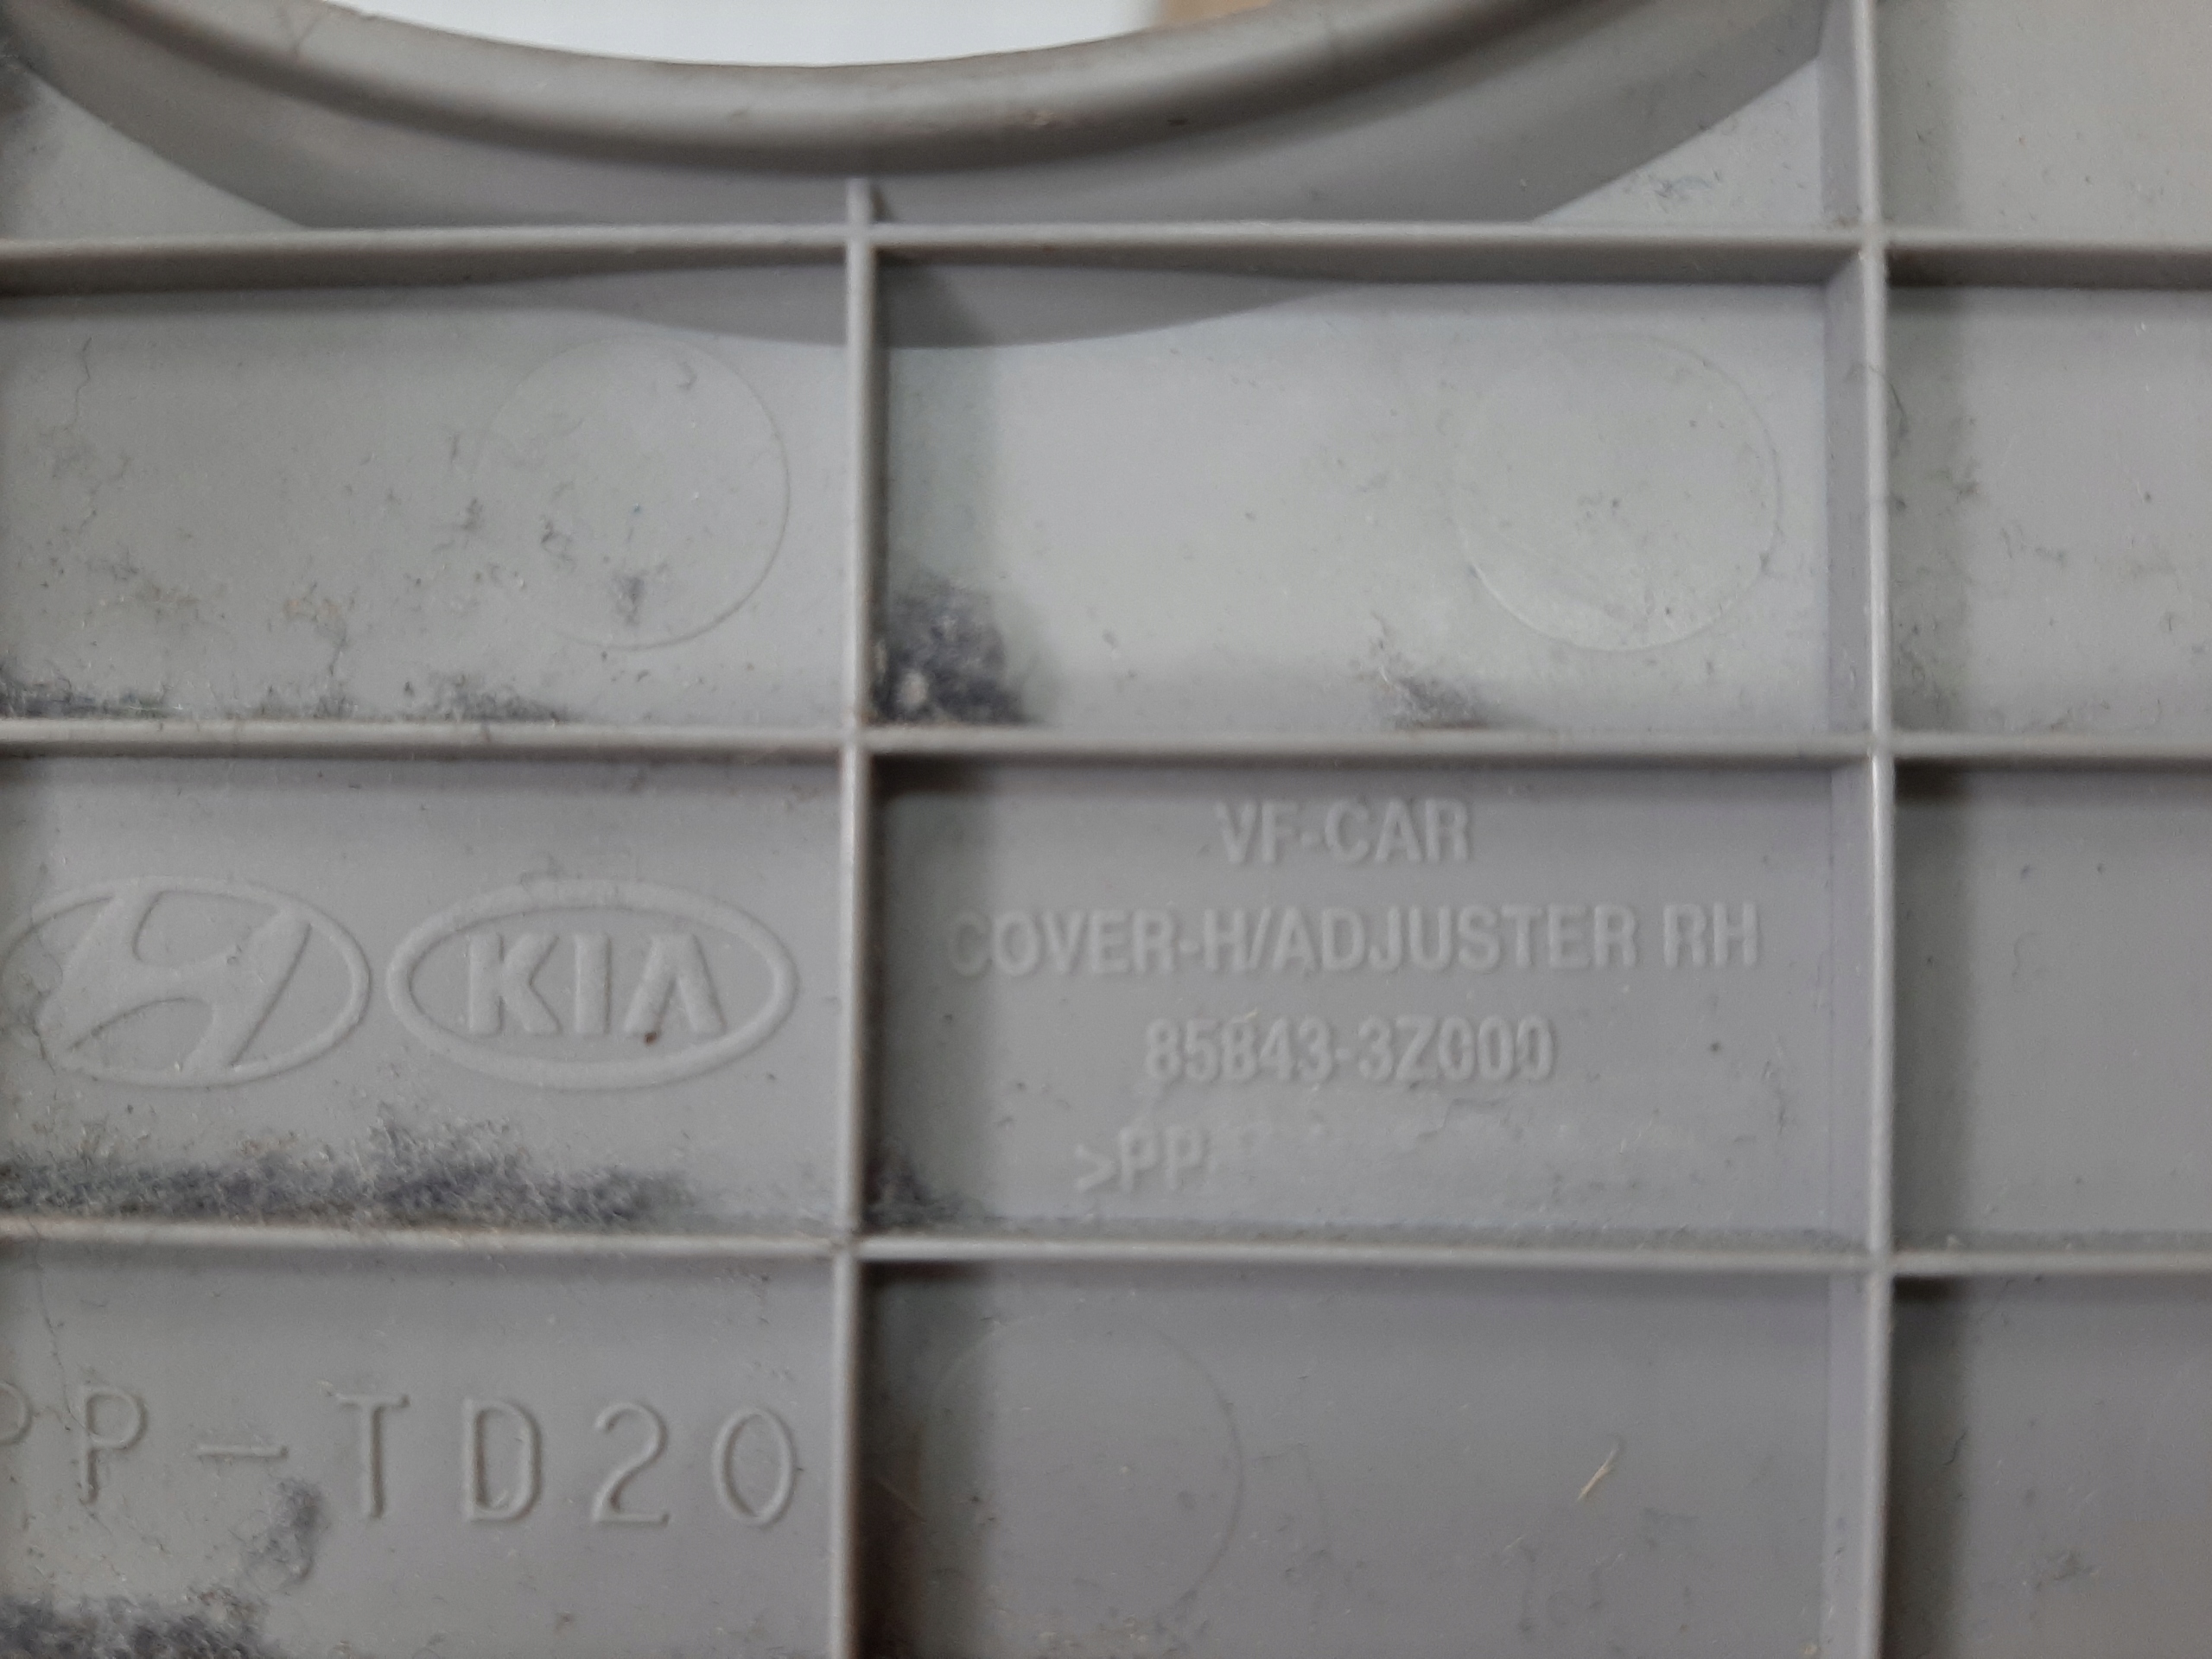 VF-CAR
COVER-H/ADJUSTER RH
KIA
85843-3Z000
>PP
PP-TD20